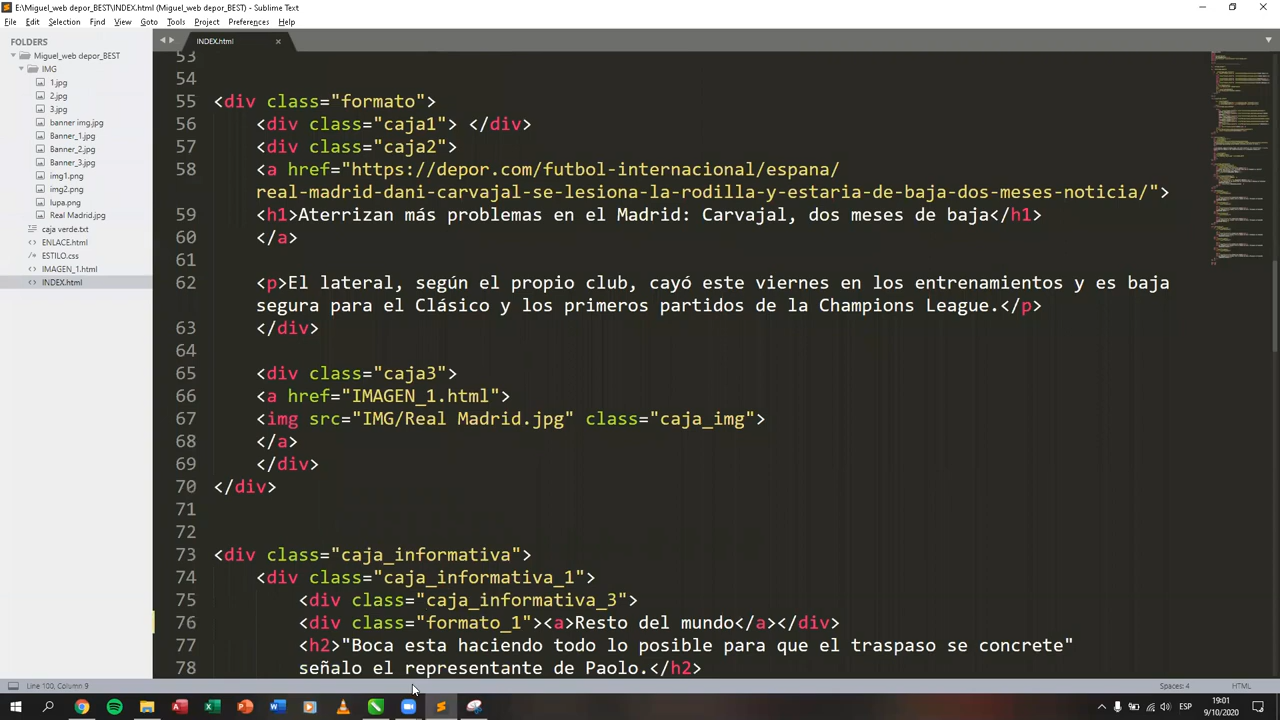 E:\Miguel_web depor_BEST\INDEX.html (Miguel_web depor_BEST) - Sublime Text
File Edit Selection Find View Goto Tools Project Preferences Help
FOLDERS
Miguel_web depor_BEST
IMG
1.jpg
2.jpg
3.jpg
banner img.jpg
Banner_1.jpg
Banner_2.jpg
Banner_3.jpg
img1.png
img2.png
lupa.png
Real Madrid.jpg
caja verde.txt
ENLACE.html
ESTILO.css
IMAGEN_1.html
INDEX.html
INDEX.html
53
54
55 <div class="formato">
56 <div class="caja1"> </div>
57 <div class="caja2">
58 <a href="https://depor.com/futbol-internacional/espana/
real-madrid-dani-carvajal-se-lesiona-la-rodilla-y-estaria-de-baja-dos-meses-noticia/">
59 <h1>Aterrizan más problemas en el Madrid: Carvajal, dos meses de baja</h1>
60 </a>
61
62 <p>El lateral, según el propio club, cayó este viernes en los entrenamientos y es baja
segura para el Clásico y los primeros partidos de la Champions League.</p>
63 </div>
64
65 <div class="caja3">
66 <a href="IMAGEN_1.html">
67 <img src="IMG/Real Madrid.jpg" class="caja_img">
68 </a>
69 </div>
70 </div>
71
72
73 <div class="caja_informativa">
74 <div class="caja_informativa_1">
75 <div class="caja_informativa_3">
76 <div class="formato_1"><a>Resto del mundo</a></div>
77 <h2>"Boca esta haciendo todo lo posible para que el traspaso se concrete"
78 señalo el representante de Paolo.</h2>
Line 100, Column 9
Spaces: 4
HTML
ESP
19:01
9/10/2020